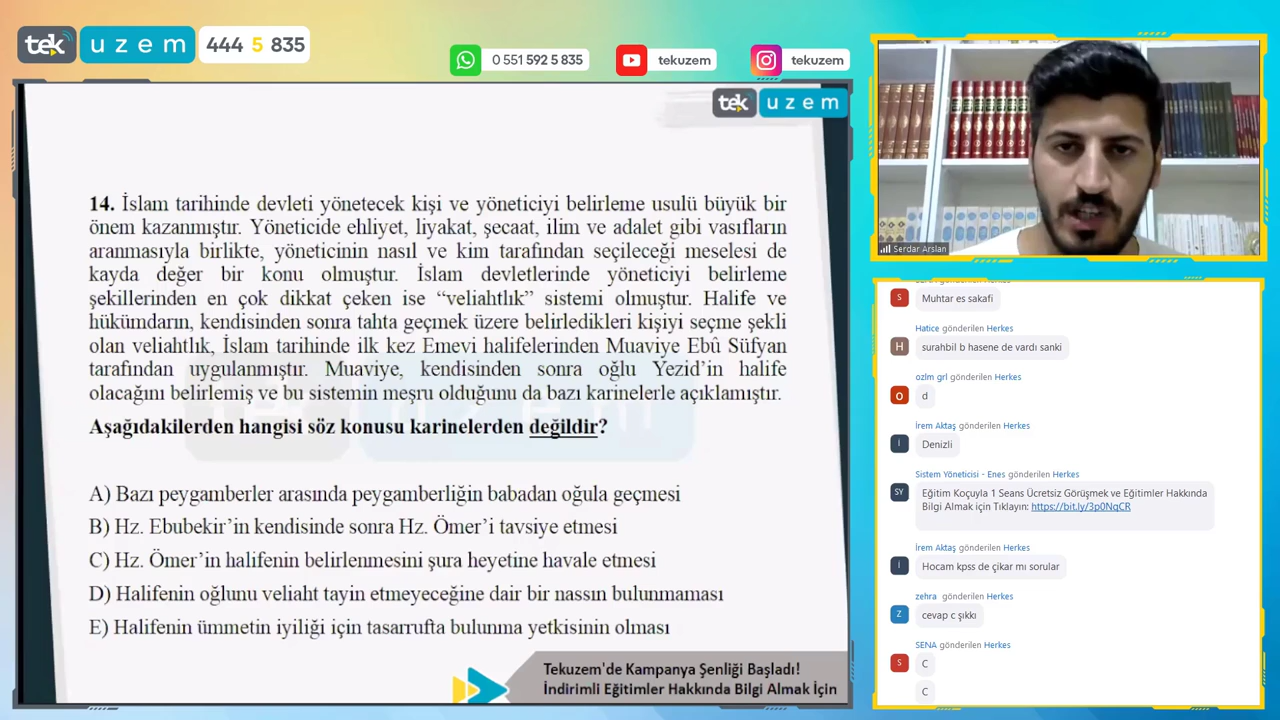 tek uzem 444 5 835
0 551 592 5 835
tekuzem
tekuzem
tek uzem
14. İslam tarihinde devleti yönetecek kişi ve yöneticiyi belirleme usulü büyük bir
önem kazanmıştır. Yöneticide ehliyet, liyakat, şecaat, ilim ve adalet gibi vasıfların
aranmasıyla birlikte, yöneticinin nasıl ve kim tarafından seçileceği meselesi de
kayda değer bir konu olmuştur. İslam devletlerinde yöneticiyi belirleme
şekillerinden en çok dikkat çeken ise “veliahtlık” sistemi olmuştur. Halife ve
hükümdarın, kendisinden sonra tahta geçmek üzere belirledikleri kişiyi seçme şekli
olan veliahtlık, İslam tarihinde ilk kez Emevi halifelerinden Muaviye Ebû Süfyan
tarafından uygulanmıştır. Muaviye, kendisinden sonra oğlu Yezid’in halife
olacağını belirlemiş ve bu sistemin meşru olduğunu da bazı karinelerle açıklamıştır.
Aşağıdakilerden hangisi söz konusu karinelerden değildir?
A) Bazı peygamberler arasında peygamberliğin babadan oğula geçmesi
B) Hz. Ebubekir’in kendisinde sonra Hz. Ömer’i tavsiye etmesi
C) Hz. Ömer’in halifenin belirlenmesini şura heyetine havale etmesi
D) Halifenin oğlunu veliaht tayin etmeyeceğine dair bir nassın bulunmaması
E) Halifenin ümmetin iyiliği için tasarrufta bulunma yetkisinin olması
Tekuzem'de Kampanya Şenliği Başladı!
İndirimli Eğitimler Hakkında Bilgi Almak İçin
Serdar Arslan
S Muhtar es sakafi
Hatice gönderilen Herkes
H surahbil b hasene de vardı sanki
ozlm grl gönderilen Herkes
o d
İrem Aktaş gönderilen Herkes
İ Denizli
Sistem Yöneticisi - Enes gönderilen Herkes
SY Eğitim Koçuyla 1 Seans Ücretsiz Görüşmek ve Eğitimler Hakkında
Bilgi Almak için Tıklayın: https://bit.ly/3p0NqCR
İrem Aktaş gönderilen Herkes
İ Hocam kpss de çikar mı sorular
zehra gönderilen Herkes
Z cevap c şıkkı
SENA gönderilen Herkes
S C
C